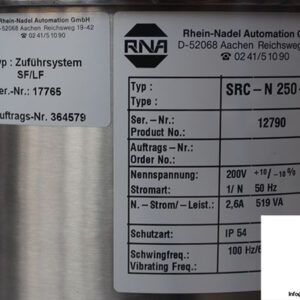 Rhein-Nadel Automation GmbH
D-52068 Aachen Reichsweg 19-42
☎ 02 41/5 10 90
yp : Zuführsystem
SF/LF
er.-Nr.: 17765
uftrags-Nr. 364579
RNA
Rhein-Nadel Automation G
D-52068 Aachen Reichsweg
☎ 02 41/5 10 90
Typ : SRC-N 250-
Type :
Ser.-Nr.: 12790
Product No.:
Auftrags-Nr.:
Order No.:
Nennspannung: 200V +10/-10%
Stromart: 1/ N 50 Hz
N.-Strom/-Leist.: 2,6A 519 VA
Schutzart: IP 54
Schwingfreq.: 100 Hz/6
Vibrating Freq.: